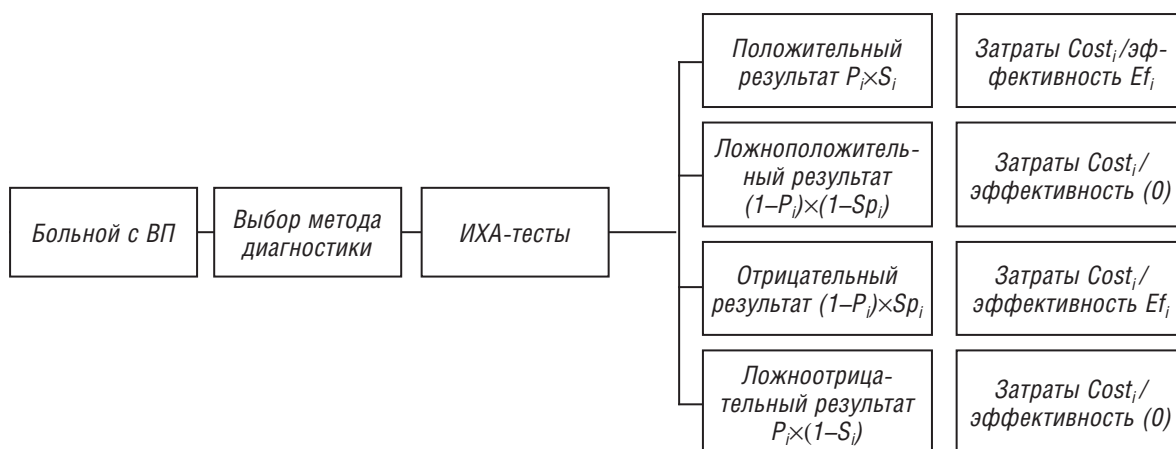 Больной с ВП
Выбор метода
диагностики
ИХА-тесты
Положительный
результат Pᵢ×Sᵢ
Затраты Costᵢ/эф-
фективность Efᵢ
Ложноположитель-
ный результат
(1–Pᵢ)×(1–Spᵢ)
Затраты Costᵢ/
эффективность (0)
Отрицательный
результат (1–Pᵢ)×Spᵢ
Затраты Costᵢ/
эффективность Efᵢ
Ложноотрица-
тельный результат
Pᵢ×(1–Sᵢ)
Затраты Costᵢ/
эффективность (0)